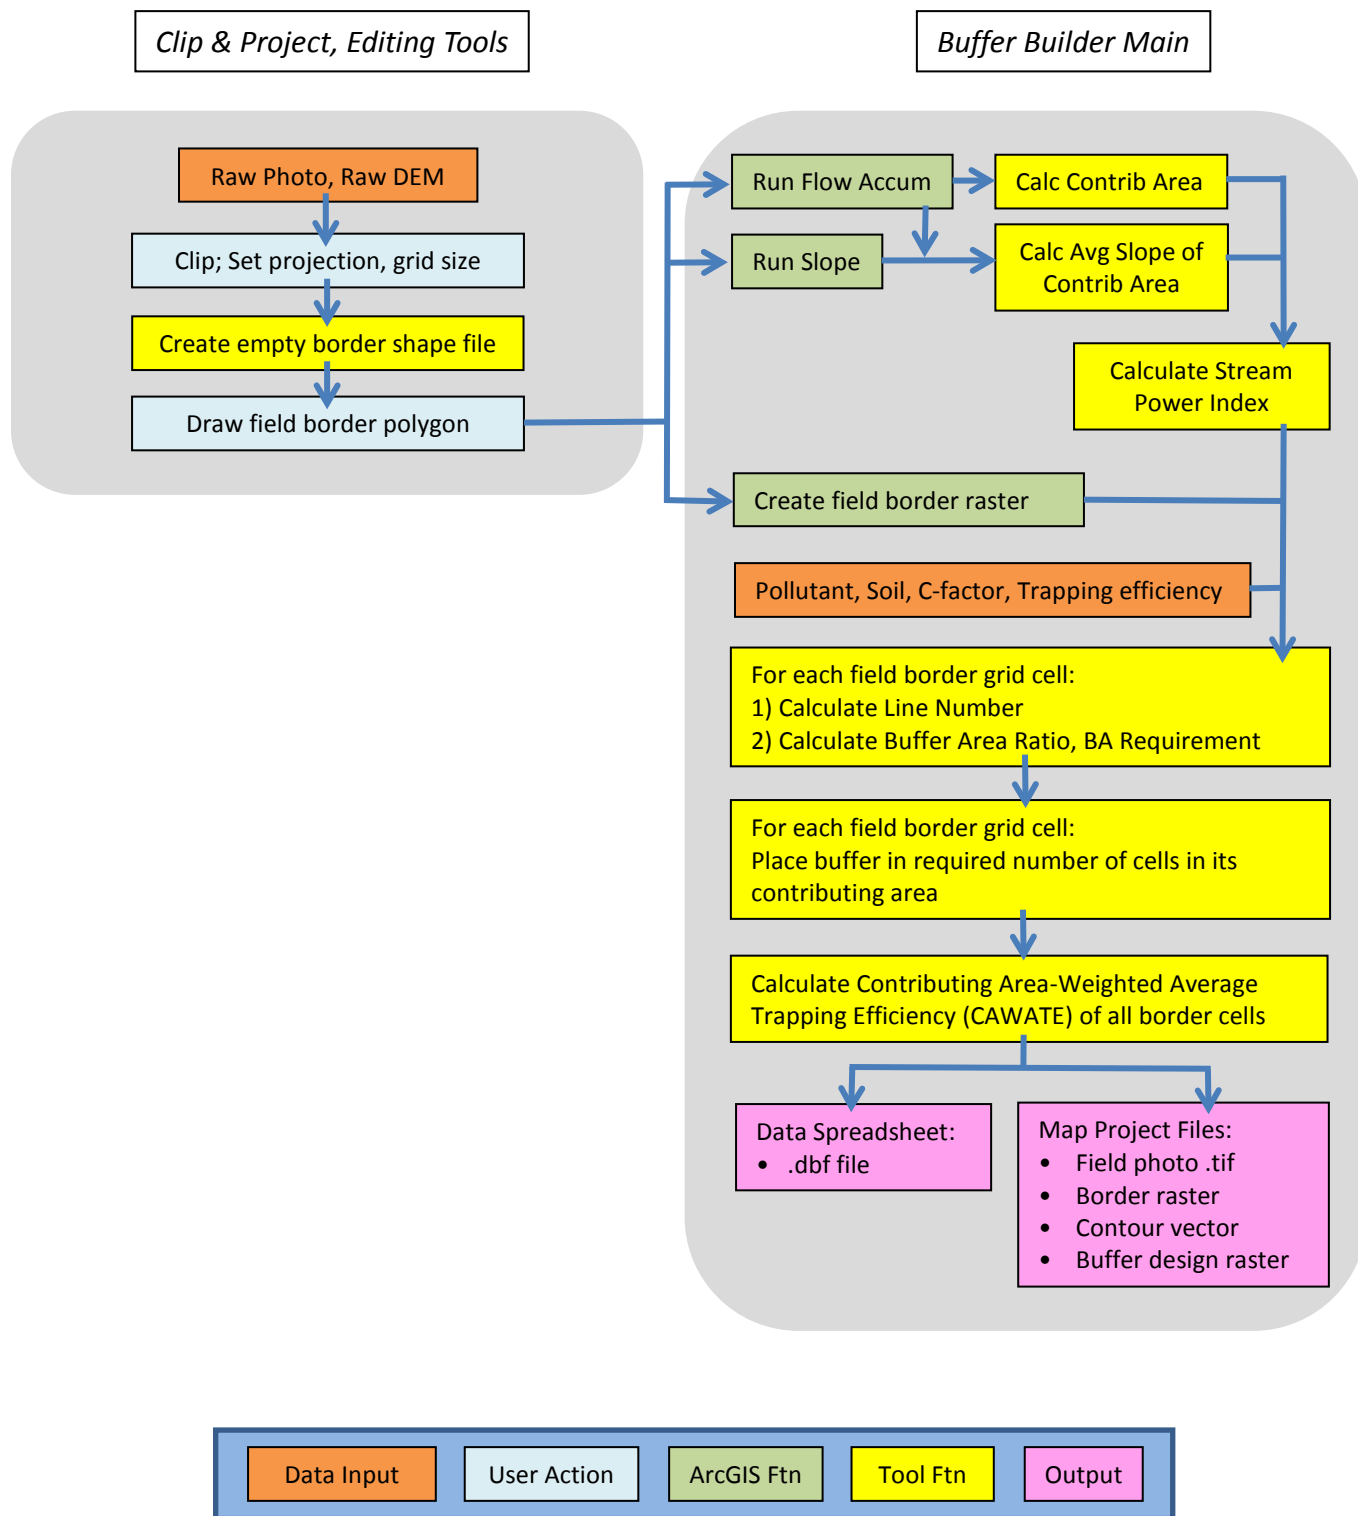 Clip & Project, Editing Tools
Buffer Builder Main
Raw Photo, Raw DEM
Clip; Set projection, grid size
Create empty border shape file
Draw field border polygon
Run Flow Accum
Calc Contrib Area
Run Slope
Calc Avg Slope of
Contrib Area
Calculate Stream
Power Index
Create field border raster
Pollutant, Soil, C-factor, Trapping efficiency
For each field border grid cell:
1) Calculate Line Number
2) Calculate Buffer Area Ratio, BA Requirement
For each field border grid cell:
Place buffer in required number of cells in its
contributing area
Calculate Contributing Area-Weighted Average
Trapping Efficiency (CAWATE) of all border cells
Data Spreadsheet:
• .dbf file
Map Project Files:
• Field photo .tif
• Border raster
• Contour vector
• Buffer design raster
Data Input
User Action
ArcGIS Ftn
Tool Ftn
Output